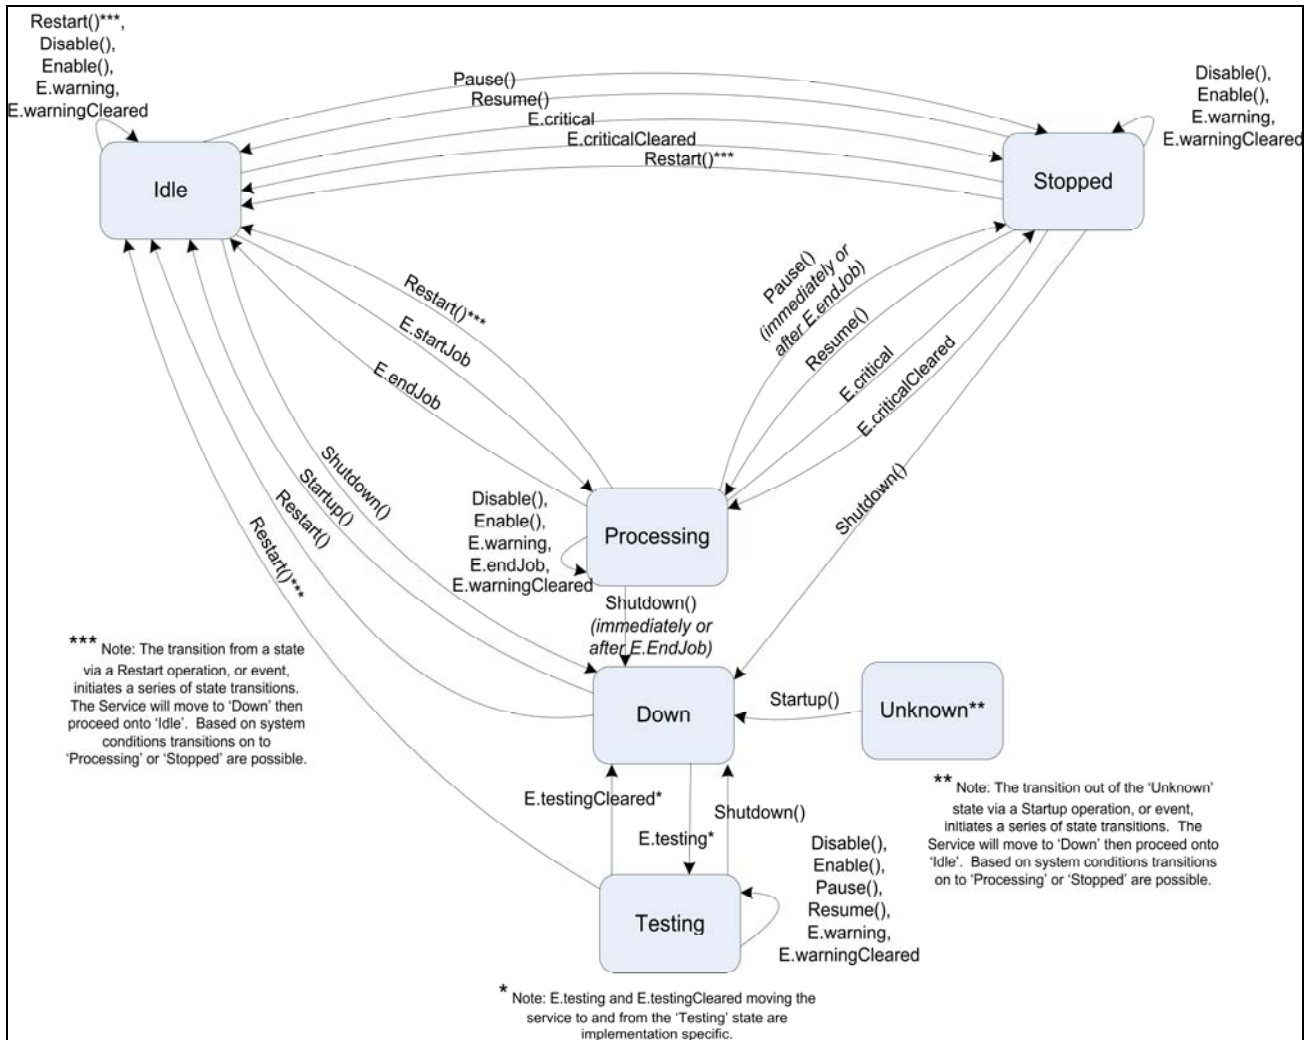 Restart()***,
Disable(),
Enable(),
E.warning,
E.warningCleared
Pause()
Resume()
E.critical
E.criticalCleared
Restart()***
Disable(),
Enable(),
E.warning,
E.warningCleared
Idle
Stopped
Restart()***
E.startJob
E.endJob
Pause()
(immediately or
after E.endJob)
Resume()
E.critical
E.criticalCleared
Shutdown()
Startup()
Restart()
Restart()***
Shutdown()
Disable(),
Enable(),
E.warning,
E.endJob,
E.warningCleared
Processing
Shutdown()
(immediately or
after E.EndJob)
*** Note: The transition from a state
via a Restart operation, or event,
initiates a series of state transitions.
The Service will move to ‘Down’ then
proceed onto ‘Idle’. Based on system
conditions transitions on to
‘Processing’ or ‘Stopped’ are possible.
Down
Startup()
Unknown**
** Note: The transition out of the ‘Unknown’
state via a Startup operation, or event,
initiates a series of state transitions. The
Service will move to ‘Down’ then proceed onto
‘Idle’. Based on system conditions transitions
on to ‘Processing’ or ‘Stopped’ are possible.
E.testingCleared*
E.testing*
Shutdown()
Disable(),
Enable(),
Pause(),
Resume(),
E.warning,
E.warningCleared
Testing
* Note: E.testing and E.testingCleared moving the
service to and from the ‘Testing’ state are
implementation specific.